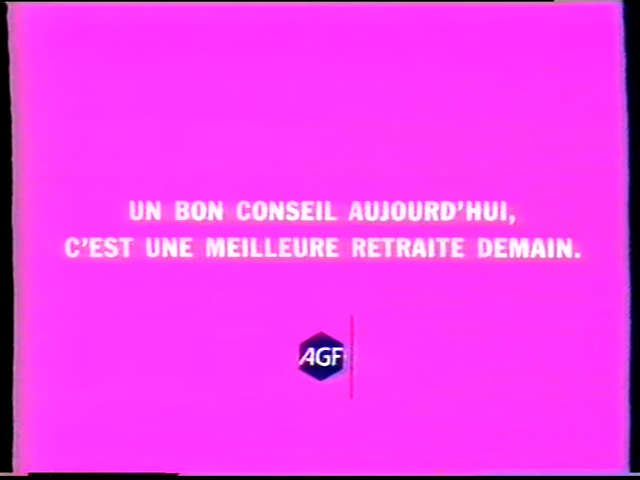 UN BON CONSEIL AUJOURD'HUI,
C'EST UNE MEILLEURE RETRAITE DEMAIN.
AGF